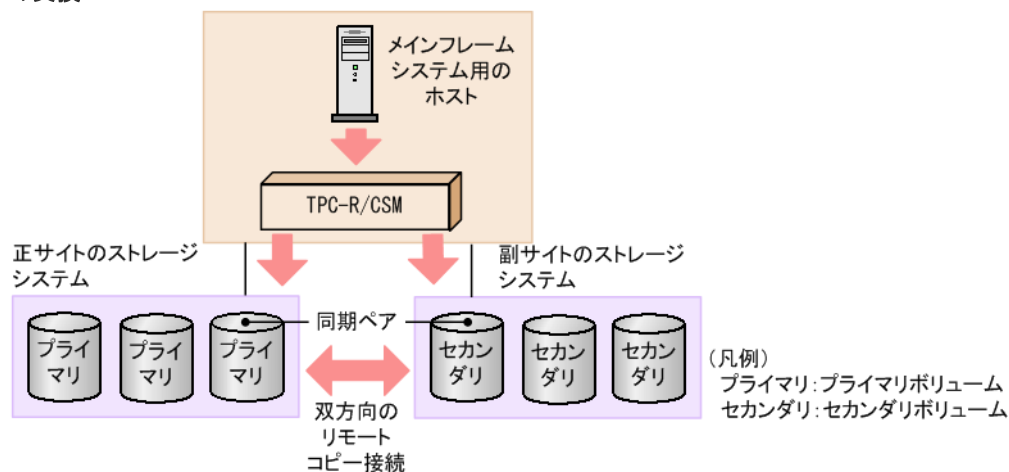 メインフレーム
システム用の
ホスト
TPC-R/CSM
正サイトのストレージ
システム
副サイトのストレージ
システム
プライ
マリ
プライ
マリ
プライ
マリ
同期ペア
セカン
ダリ
セカン
ダリ
セカン
ダリ
双方向の
リモート
コピー接続
(凡例)
プライマリ:プライマリボリューム
セカンダリ:セカンダリボリューム